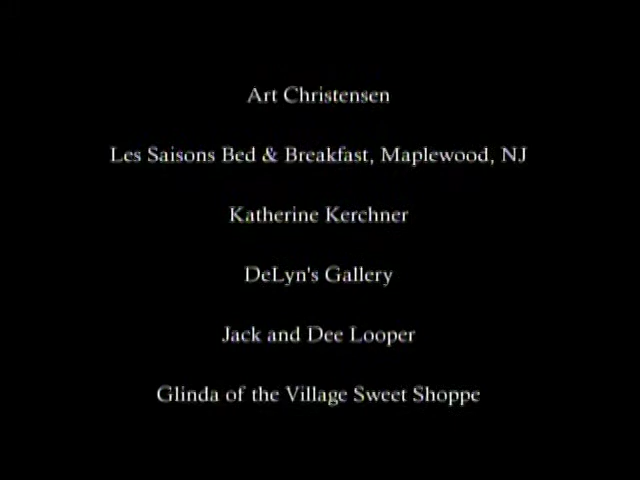 Art Christensen
Les Saisons Bed & Breakfast, Maplewood, NJ
Katherine Kerchner
DeLyn's Gallery
Jack and Dee Looper
Glinda of the Village Sweet Shoppe